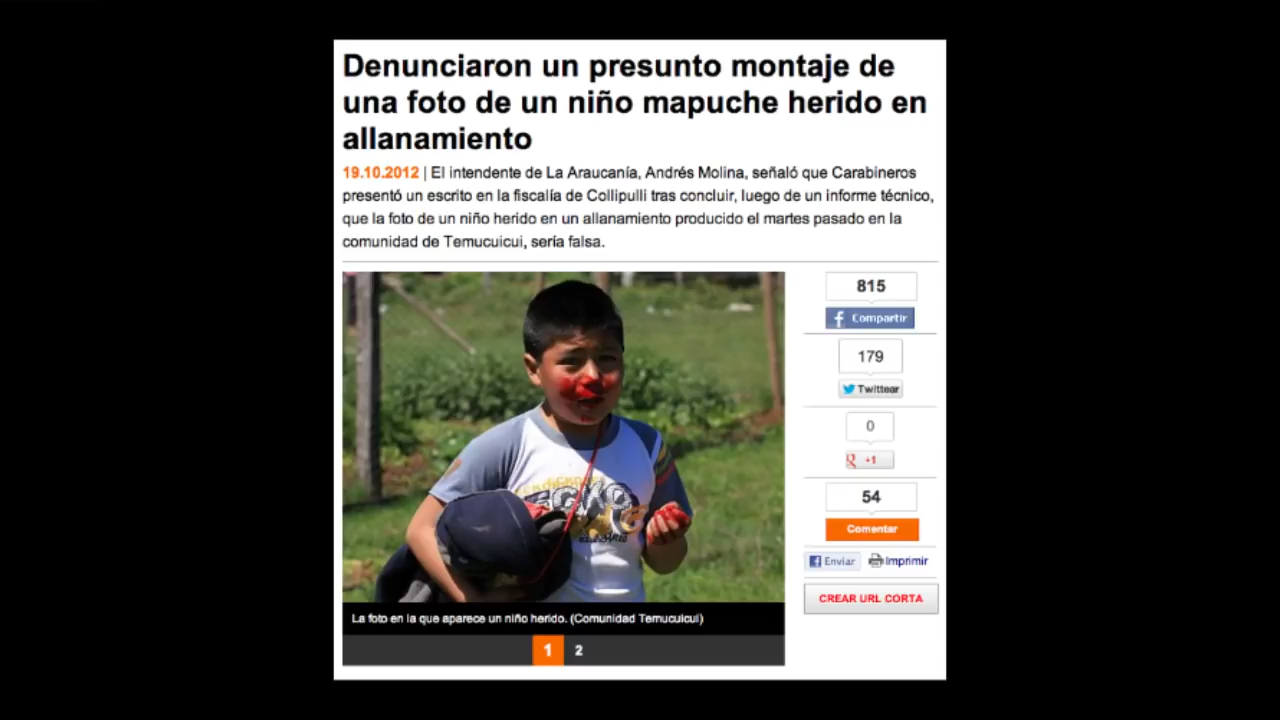 Denunciaron un presunto montaje de
una foto de un niño mapuche herido en
allanamiento
19.10.2012 | El intendente de La Araucanía, Andrés Molina, señaló que Carabineros
presentó un escrito en la fiscalía de Collipulli tras concluir, luego de un informe técnico,
que la foto de un niño herido en un allanamiento producido el martes pasado en la
comunidad de Temucuicui, sería falsa.
815
Compartir
179
Twittear
0
+1
54
Comentar
Enviar Imprimir
CREAR URL CORTA
La foto en la que aparece un niño herido. (Comunidad Temucuicui)
1 2